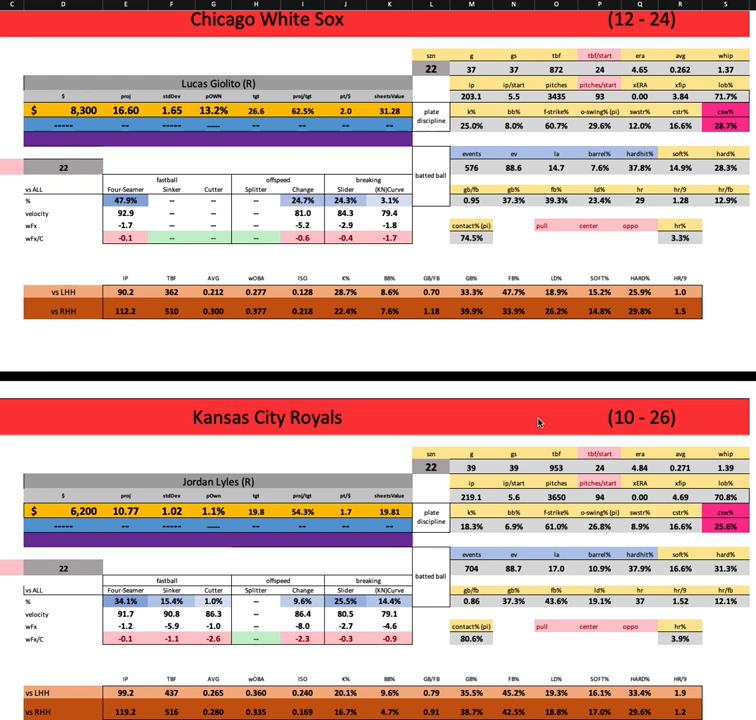 C D E F G H I J K L M N O P Q R S
Chicago White Sox (12 - 24)
szn g gs tbf tbf/start era avg whip
22 37 37 872 24 4.65 0.262 1.37
Lucas Giolito (R) ip ip/start pitches pitches/start xERA xfip lob%
$ proj stdDev pOWN tgt proj/tgt pt/$ sheetsValue 203.1 5.5 3435 93 0.00 3.84 71.7%
$ 8,300 16.60 1.65 13.2% 26.6 62.5% 2.0 31.28 plate discipline k% bb% f-strike% o-swing% (pi) swstr% cstr% csw%
----- -- -- ---- -- -- -- -- 25.0% 8.0% 60.7% 29.6% 12.0% 16.6% 28.7%
events ev la barrel% hardhit% soft% hard%
22 batted ball 576 88.6 14.7 7.6% 37.8% 14.9% 28.3%
fastball offspeed breaking
vs ALL Four-Seamer Sinker Cutter Splitter Change Slider (KN)Curve gb/fb gb% fb% ld% hr hr/9 hr/fb
% 47.9% -- -- -- 24.7% 24.3% 3.1% 0.95 37.3% 39.3% 23.4% 29 1.28 12.9%
velocity 92.9 -- -- -- 81.0 84.3 79.4
wFx -1.7 -- -- -- -5.2 -2.9 -1.8 contact% (pi) pull center oppo hr%
wFx/C -0.1 -- -- -- -0.6 -0.4 -1.7 74.5% 3.3%
IP TBF AVG wOBA ISO K% BB% GB/FB GB% FB% LD% SOFT% HARD% HR/9
vs LHH 90.2 362 0.212 0.277 0.128 28.7% 8.6% 0.70 33.3% 47.7% 18.9% 15.2% 25.9% 1.0
vs RHH 112.2 510 0.300 0.377 0.218 22.4% 7.6% 1.18 39.9% 33.9% 26.2% 14.8% 29.8% 1.5
Kansas City Royals (10 - 26)
szn g gs tbf tbf/start era avg whip
22 39 39 953 24 4.84 0.271 1.39
Jordan Lyles (R) ip ip/start pitches pitches/start xERA xfip lob%
$ proj stdDev pOwn tgt proj/tgt pt/$ sheetsValue 219.1 5.6 3650 94 0.00 4.69 70.8%
$ 6,200 10.77 1.02 1.1% 19.8 54.3% 1.7 19.81 plate discipline k% bb% f-strike% o-swing% (pi) swstr% cstr% csw%
----- -- -- ---- -- -- -- -- 18.3% 6.9% 61.0% 26.8% 8.9% 16.6% 25.6%
events ev la barrel% hardhit% soft% hard%
22 batted ball 704 88.7 17.0 10.9% 37.9% 16.6% 31.3%
fastball offspeed breaking
vs ALL Four-Seamer Sinker Cutter Splitter Change Slider (KN)Curve gb/fb gb% fb% ld% hr hr/9 hr/fb
% 34.1% 15.4% 1.0% -- 9.6% 25.5% 14.4% 0.86 37.3% 43.6% 19.1% 37 1.52 12.1%
velocity 91.7 90.8 86.3 -- 86.4 80.5 79.1
wFx -1.2 -5.9 -1.0 -- -8.0 -2.7 -4.6 contact% (pi) pull center oppo hr%
wFx/C -0.1 -1.1 -2.6 -- -2.3 -0.3 -0.9 80.6% 3.9%
IP TBF AVG wOBA ISO K% BB% GB/FB GB% FB% LD% SOFT% HARD% HR/9
vs LHH 99.2 437 0.265 0.360 0.240 20.1% 9.6% 0.79 35.5% 45.2% 19.3% 16.1% 33.4% 1.9
vs RHH 119.2 516 0.280 0.335 0.169 16.7% 4.7% 0.91 38.7% 42.5% 18.8% 17.0% 29.6% 1.2